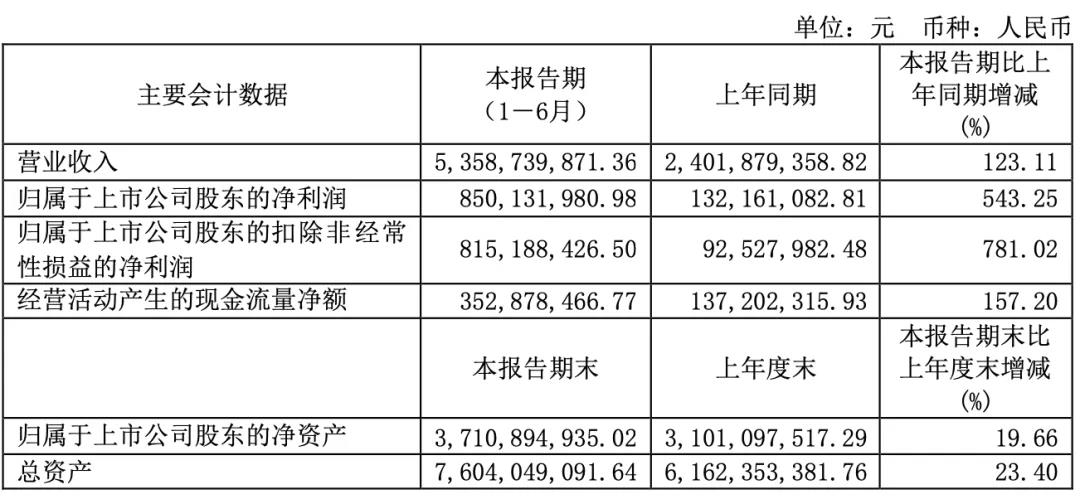 单位：元 币种：人民币
主要会计数据 本报告期（1－6月） 上年同期 本报告期比上年同期增减(%)
营业收入 5,358,739,871.36 2,401,879,358.82 123.11
归属于上市公司股东的净利润 850,131,980.98 132,161,082.81 543.25
归属于上市公司股东的扣除非经常性损益的净利润 815,188,426.50 92,527,982.48 781.02
经营活动产生的现金流量净额 352,878,466.77 137,202,315.93 157.20
本报告期末 上年度末 本报告期末比上年度末增减(%)
归属于上市公司股东的净资产 3,710,894,935.02 3,101,097,517.29 19.66
总资产 7,604,049,091.64 6,162,353,381.76 23.40